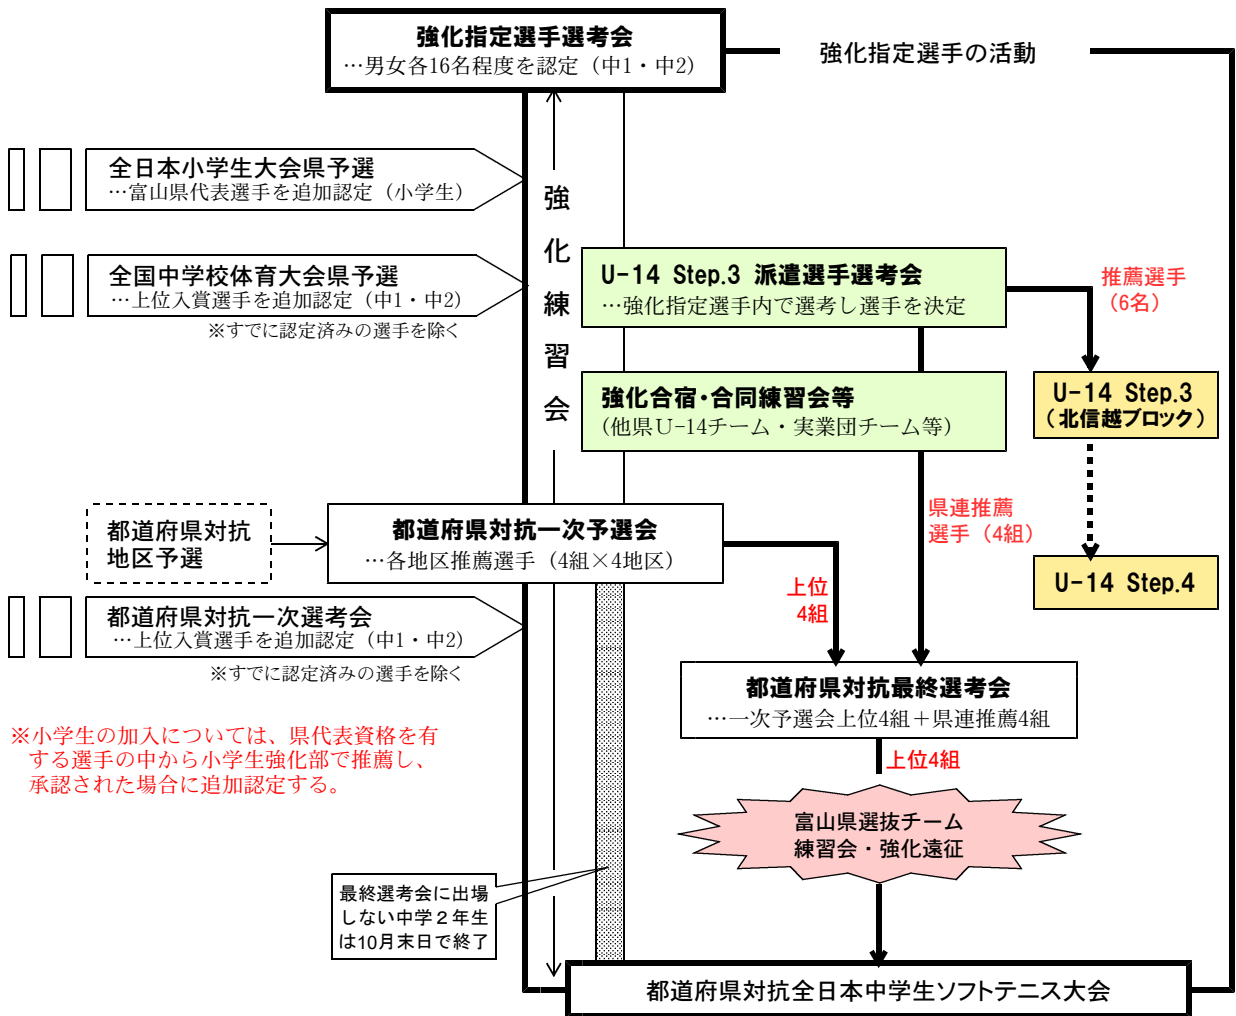 強化指定選手選考会
…男女各16名程度を認定（中1・中2）
強化指定選手の活動
全日本小学生大会県予選
…富山県代表選手を追加認定（小学生）
強化練習会
全国中学校体育大会県予選
…上位入賞選手を追加認定（中1・中2）
※すでに認定済みの選手を除く
U-14 Step.3 派遣選手選考会
…強化指定選手内で選考し選手を決定
推薦選手
（6名）
強化合宿・合同練習会等
（他県U-14チーム・実業団チーム等）
U-14 Step.3
（北信越ブロック）
都道府県対抗
地区予選
都道府県対抗一次予選会
…各地区推薦選手（4組×4地区）
県連推薦
選手（4組）
U-14 Step.4
上位
4組
都道府県対抗一次選考会
…上位入賞選手を追加認定（中1・中2）
※すでに認定済みの選手を除く
都道府県対抗最終選考会
…一次予選会上位4組＋県連推薦4組
※小学生の加入については、県代表資格を有
する選手の中から小学生強化部で推薦し、
承認された場合に追加認定する。
上位4組
富山県選抜チーム
練習会・強化遠征
最終選考会に出場
しない中学２年生
は10月末日で終了
都道府県対抗全日本中学生ソフトテニス大会